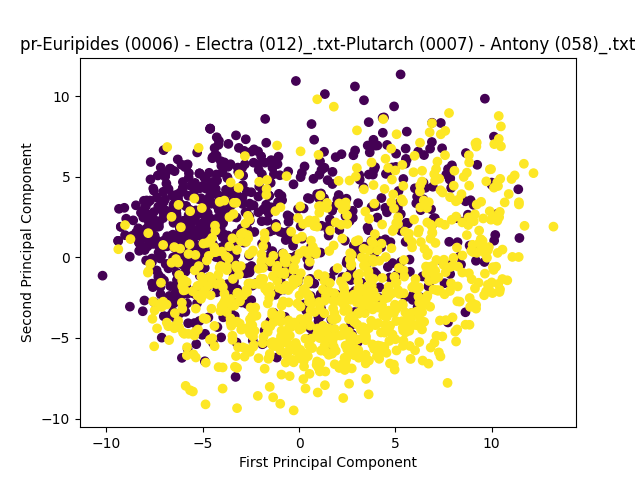 pr-Euripides (0006) - Electra (012)_.txt-Plutarch (0007) - Antony (058)_.txt
10
5
0
−5
−10
Second Principal Component
−10 −5 0 5 10
First Principal Component